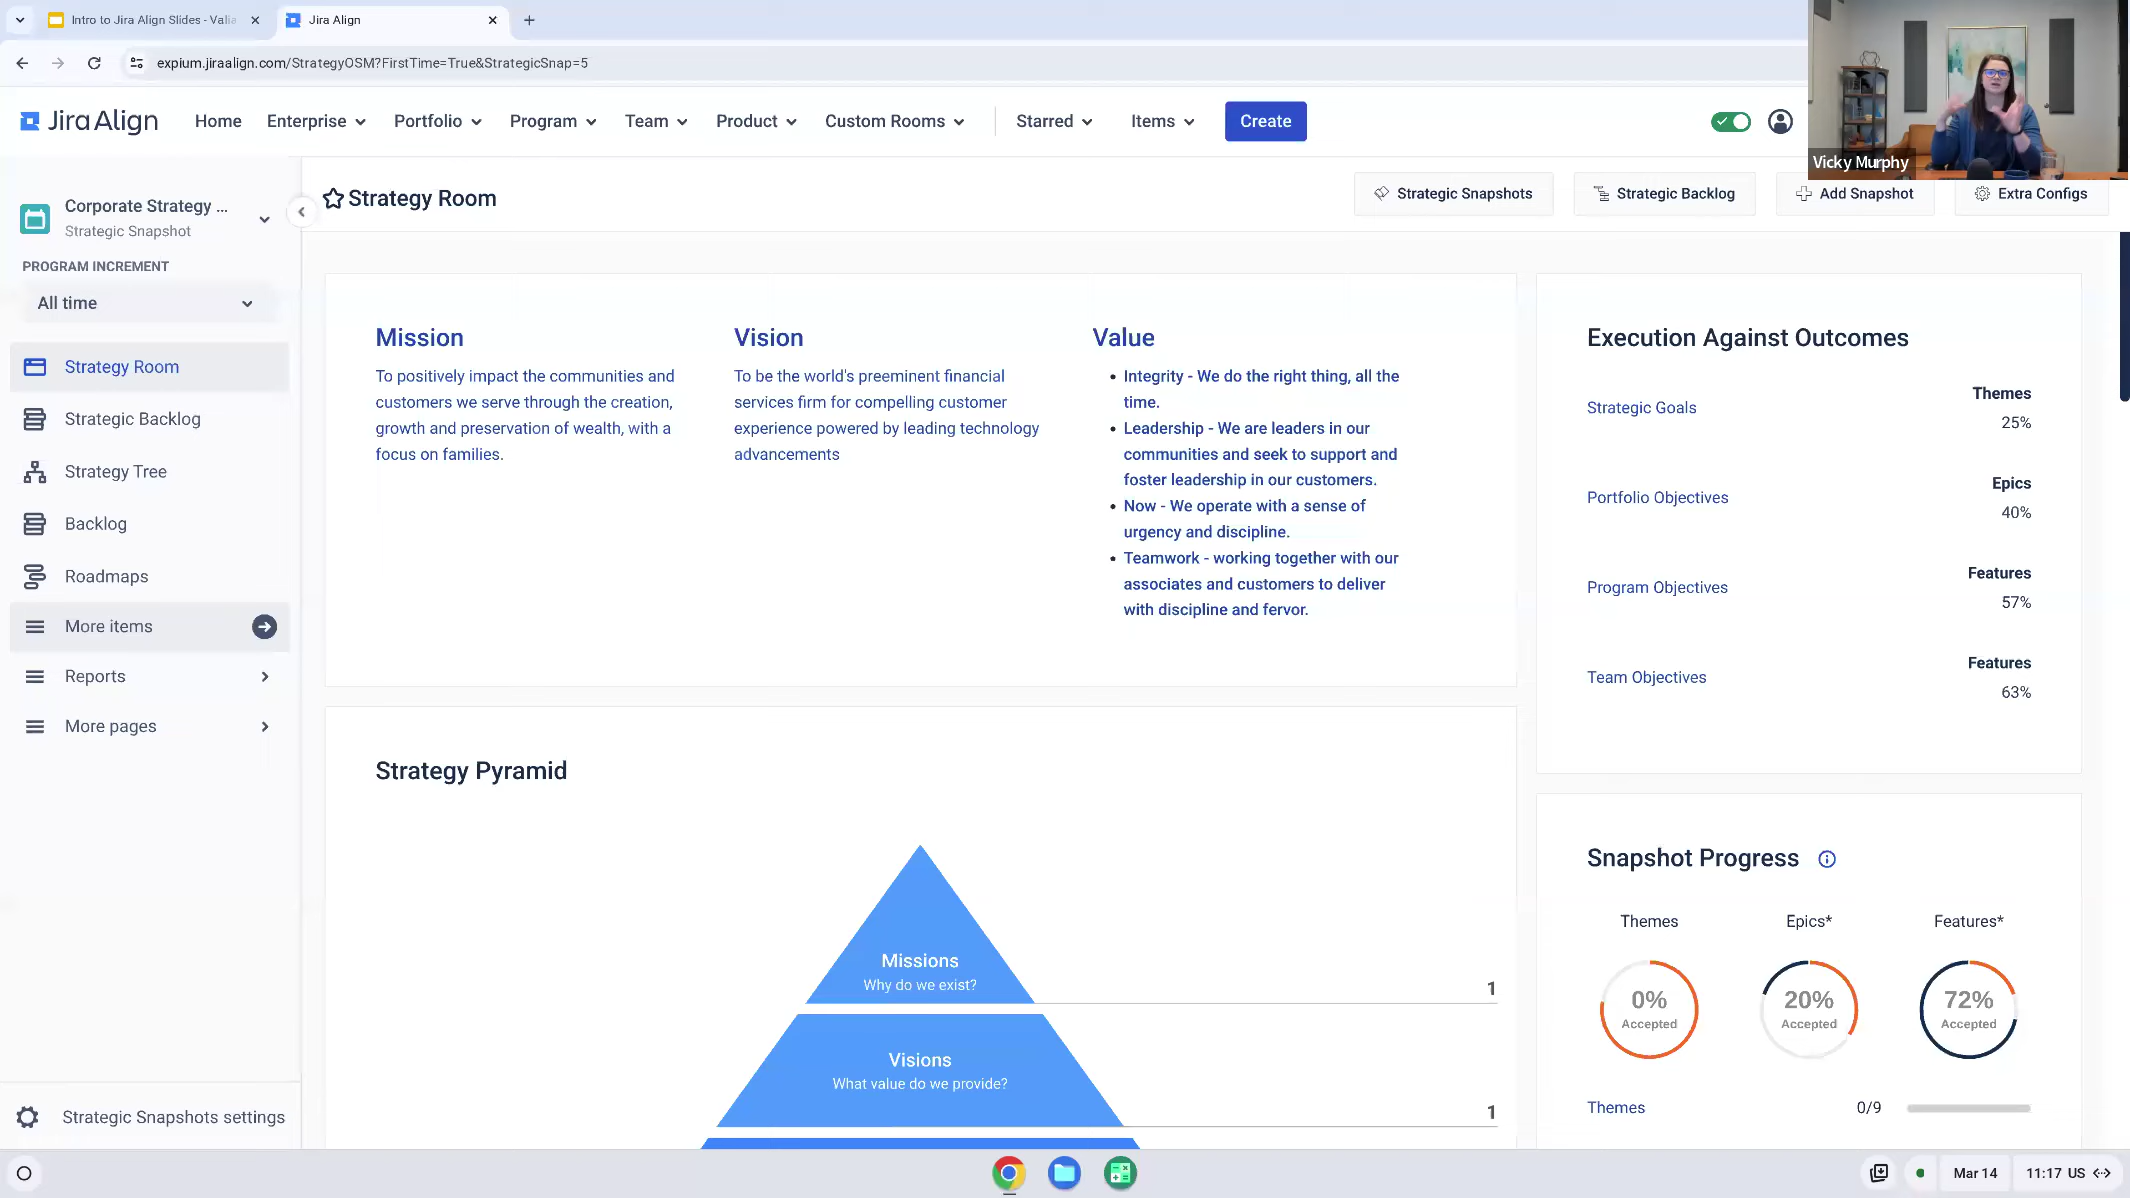 Intro to Jira Align Slides - Valia
Jira Align
expium.jiraalign.com/StrategyOSM?FirstTime=True&StrategicSnap=5
Jira Align
Home
Enterprise
Portfolio
Program
Team
Product
Custom Rooms
Starred
Items
Create
Vicky Murphy
Corporate Strategy ...
Strategic Snapshot
PROGRAM INCREMENT
All time
Strategy Room
Strategic Backlog
Strategy Tree
Backlog
Roadmaps
More items
Reports
More pages
Strategic Snapshots settings
Strategy Room
Strategic Snapshots
Strategic Backlog
Add Snapshot
Extra Configs
Mission
To positively impact the communities and
customers we serve through the creation,
growth and preservation of wealth, with a
focus on families.
Vision
To be the world's preeminent financial
services firm for compelling customer
experience powered by leading technology
advancements
Value
• Integrity - We do the right thing, all the
time.
• Leadership - We are leaders in our
communities and seek to support and
foster leadership in our customers.
• Now - We operate with a sense of
urgency and discipline.
• Teamwork - working together with our
associates and customers to deliver
with discipline and fervor.
Execution Against Outcomes
Themes
Strategic Goals
25%
Epics
Portfolio Objectives
40%
Features
Program Objectives
57%
Features
Team Objectives
63%
Strategy Pyramid
Missions
Why do we exist?
1
Visions
What value do we provide?
1
Snapshot Progress
Themes
Epics*
Features*
0%
Accepted
20%
Accepted
72%
Accepted
Themes
0/9
Mar 14
11:17 US